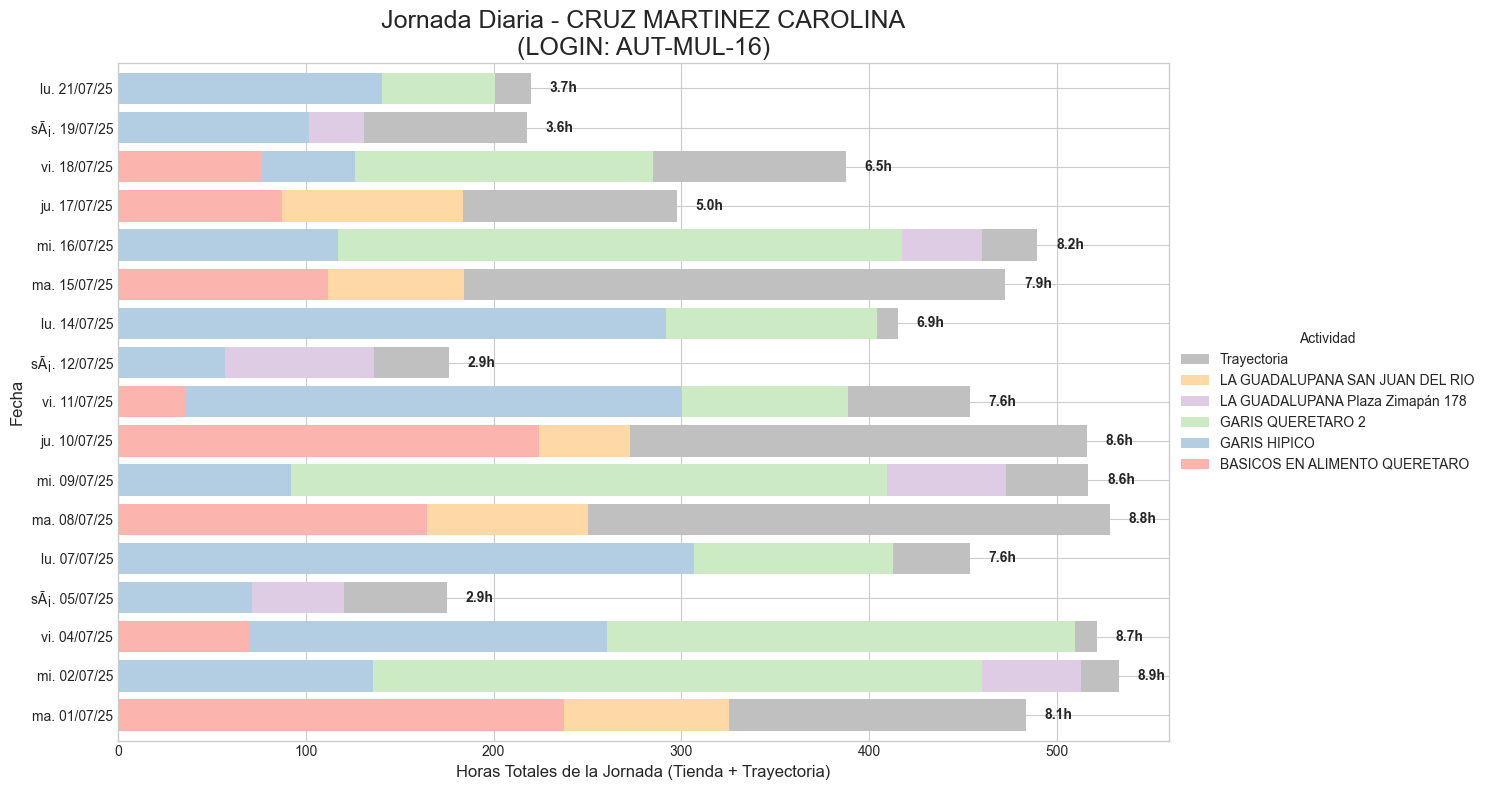 Jornada Diaria - CRUZ MARTINEZ CAROLINA
(LOGIN: AUT-MUL-16)
Fecha
lu. 21/07/25 3.7h
sÃ¡. 19/07/25 3.6h
vi. 18/07/25 6.5h
ju. 17/07/25 5.0h
mi. 16/07/25 8.2h
ma. 15/07/25 7.9h
lu. 14/07/25 6.9h
sÃ¡. 12/07/25 2.9h
vi. 11/07/25 7.6h
ju. 10/07/25 8.6h
mi. 09/07/25 8.6h
ma. 08/07/25 8.8h
lu. 07/07/25 7.6h
sÃ¡. 05/07/25 2.9h
vi. 04/07/25 8.7h
mi. 02/07/25 8.9h
ma. 01/07/25 8.1h
0 100 200 300 400 500
Horas Totales de la Jornada (Tienda + Trayectoria)
Actividad
Trayectoria
LA GUADALUPANA SAN JUAN DEL RIO
LA GUADALUPANA Plaza Zimapán 178
GARIS QUERETARO 2
GARIS HIPICO
BASICOS EN ALIMENTO QUERETARO